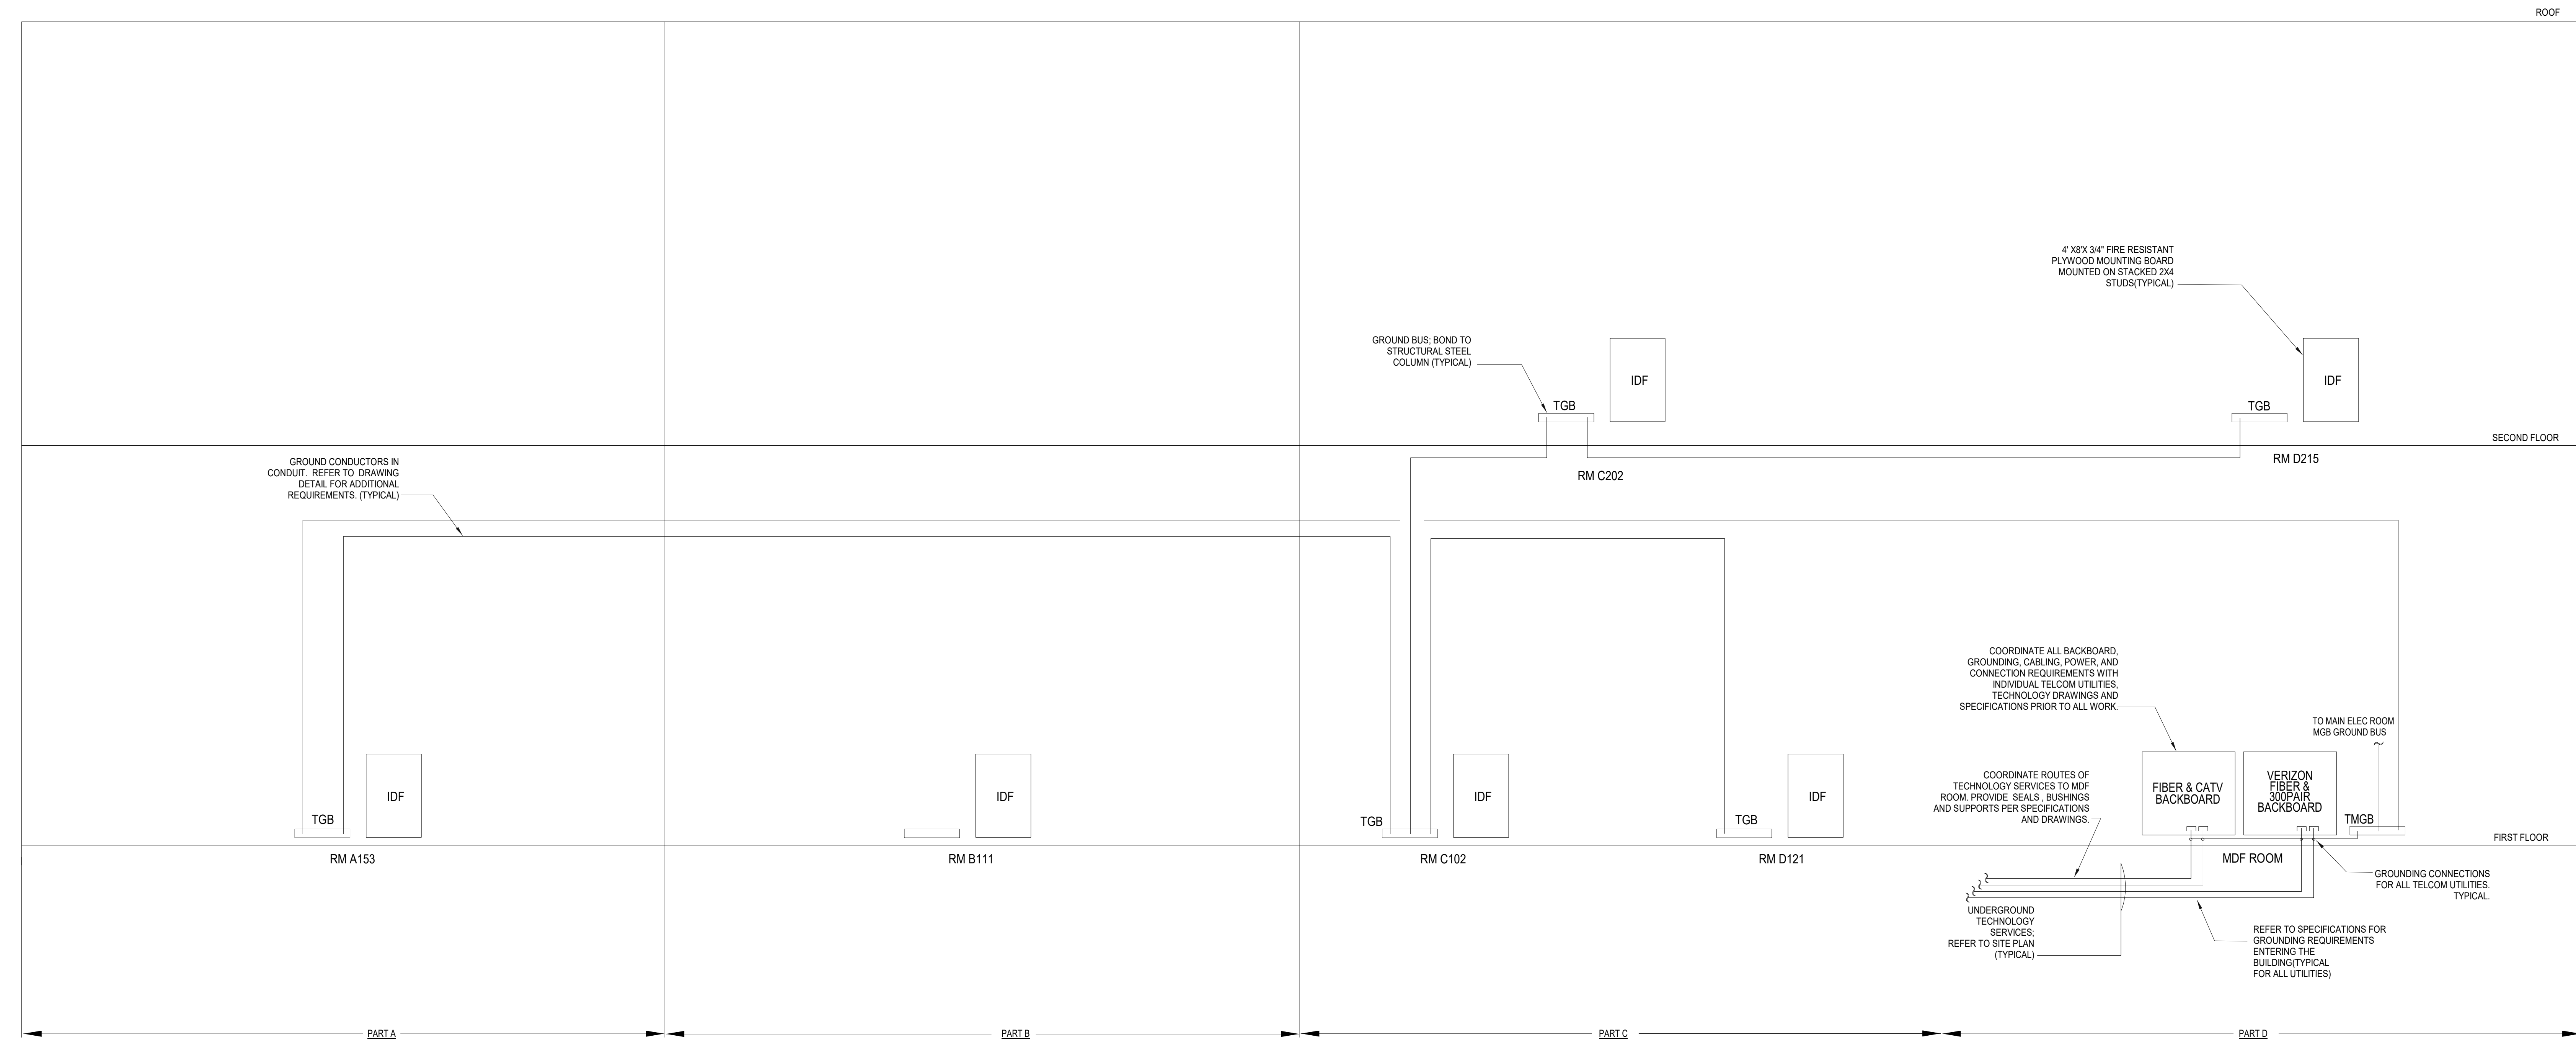 ROOF
4' X8'X 3/4" FIRE RESISTANT
PLYWOOD MOUNTING BOARD
MOUNTED ON STACKED 2X4
STUDS(TYPICAL)
GROUND BUS; BOND TO
STRUCTURAL STEEL
COLUMN (TYPICAL)
IDF
IDF
TGB
TGB
SECOND FLOOR
RM C202
RM D215
GROUND CONDUCTORS IN
CONDUIT. REFER TO DRAWING
DETAIL FOR ADDITIONAL
REQUIREMENTS. (TYPICAL)
COORDINATE ALL BACKBOARD,
GROUNDING, CABLING, POWER, AND
CONNECTION REQUIREMENTS WITH
INDIVIDUAL TELCOM UTILITIES,
TECHNOLOGY DRAWINGS AND
SPECIFICATIONS PRIOR TO ALL WORK.
TO MAIN ELEC ROOM
MGB GROUND BUS
COORDINATE ROUTES OF
TECHNOLOGY SERVICES TO MDF
ROOM. PROVIDE SEALS , BUSHINGS
AND SUPPORTS PER SPECIFICATIONS
AND DRAWINGS.
FIBER & CATV
BACKBOARD
VERIZON
FIBER &
300PAIR
BACKBOARD
IDF
IDF
IDF
IDF
TGB
TGB
TGB
TMGB
FIRST FLOOR
RM A153
RM B111
RM C102
RM D121
MDF ROOM
GROUNDING CONNECTIONS
FOR ALL TELCOM UTILITIES.
TYPICAL.
UNDERGROUND
TECHNOLOGY
SERVICES;
REFER TO SITE PLAN
(TYPICAL)
REFER TO SPECIFICATIONS FOR
GROUNDING REQUIREMENTS
ENTERING THE
BUILDING(TYPICAL
FOR ALL UTILITIES)
PART A
PART B
PART C
PART D